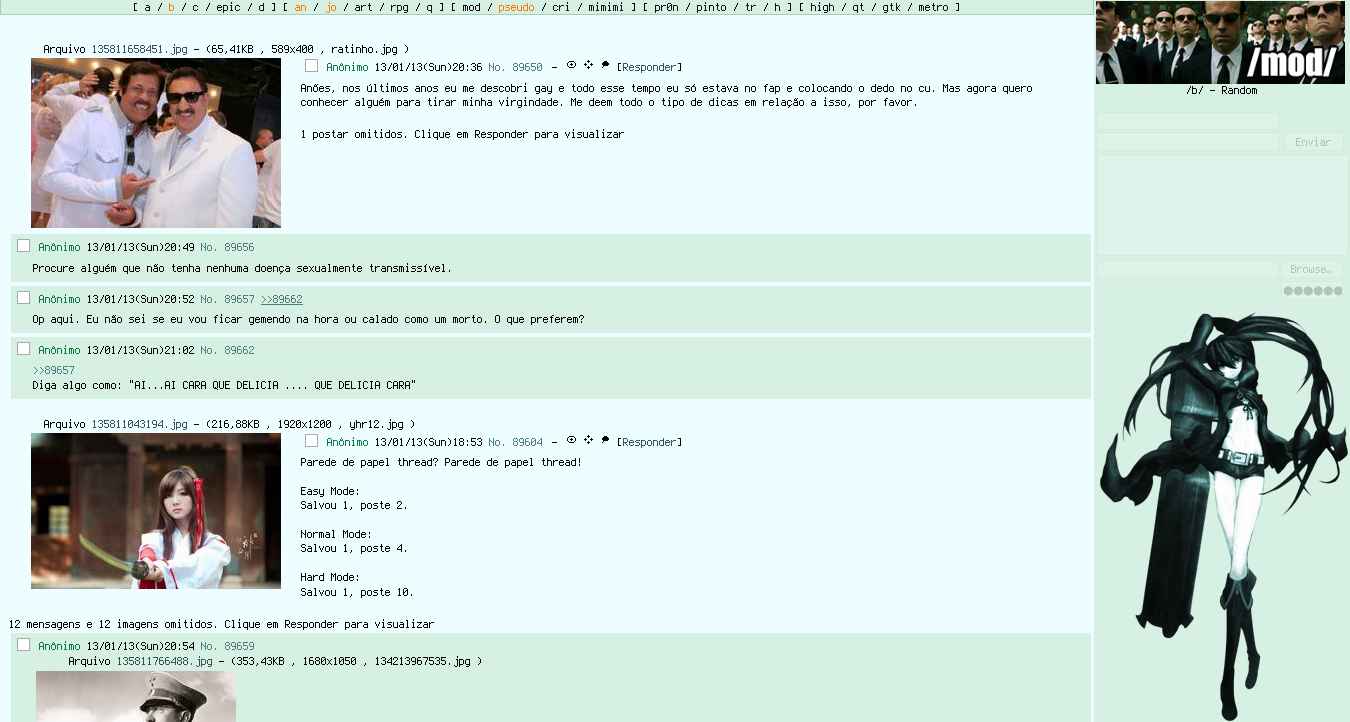 [ a / b / c / epic / d ] [ an / jo / art / rpg / q ] [ mod / pseudo / cri / mimimi ] [ pr0n / pinto / tr / h ] [ high / qt / gtk / metro ]
/mod/
/b/ - Random
Enviar
Browse…
Arquivo 135811658451.jpg - (65,41KB , 589x400 , ratinho.jpg )
Anônimo 13/01/13(Sun)20:36 No. 89650 - [Responder]
Anões, nos últimos anos eu me descobri gay e todo esse tempo eu só estava no fap e colocando o dedo no cu. Mas agora quero
conhecer alguém para tirar minha virgindade. Me deem todo o tipo de dicas em relação a isso, por favor.
1 postar omitidos. Clique em Responder para visualizar
Anônimo 13/01/13(Sun)20:49 No. 89656
Procure alguém que não tenha nenhuma doença sexualmente transmissível.
Anônimo 13/01/13(Sun)20:52 No. 89657 >>89662
Op aqui. Eu não sei se eu vou ficar gemendo na hora ou calado como um morto. O que preferem?
Anônimo 13/01/13(Sun)21:02 No. 89662
>>89657
Diga algo como: "AI...AI CARA QUE DELICIA .... QUE DELICIA CARA"
Arquivo 135811043194.jpg - (216,88KB , 1920x1200 , yhr12.jpg )
Anônimo 13/01/13(Sun)18:53 No. 89604 - [Responder]
Parede de papel thread? Parede de papel thread!
Easy Mode:
Salvou 1, poste 2.
Normal Mode:
Salvou 1, poste 4.
Hard Mode:
Salvou 1, poste 10.
12 mensagens e 12 imagens omitidos. Clique em Responder para visualizar
Anônimo 13/01/13(Sun)20:54 No. 89659
Arquivo 135811766488.jpg - (353,43KB , 1680x1050 , 134213967535.jpg )